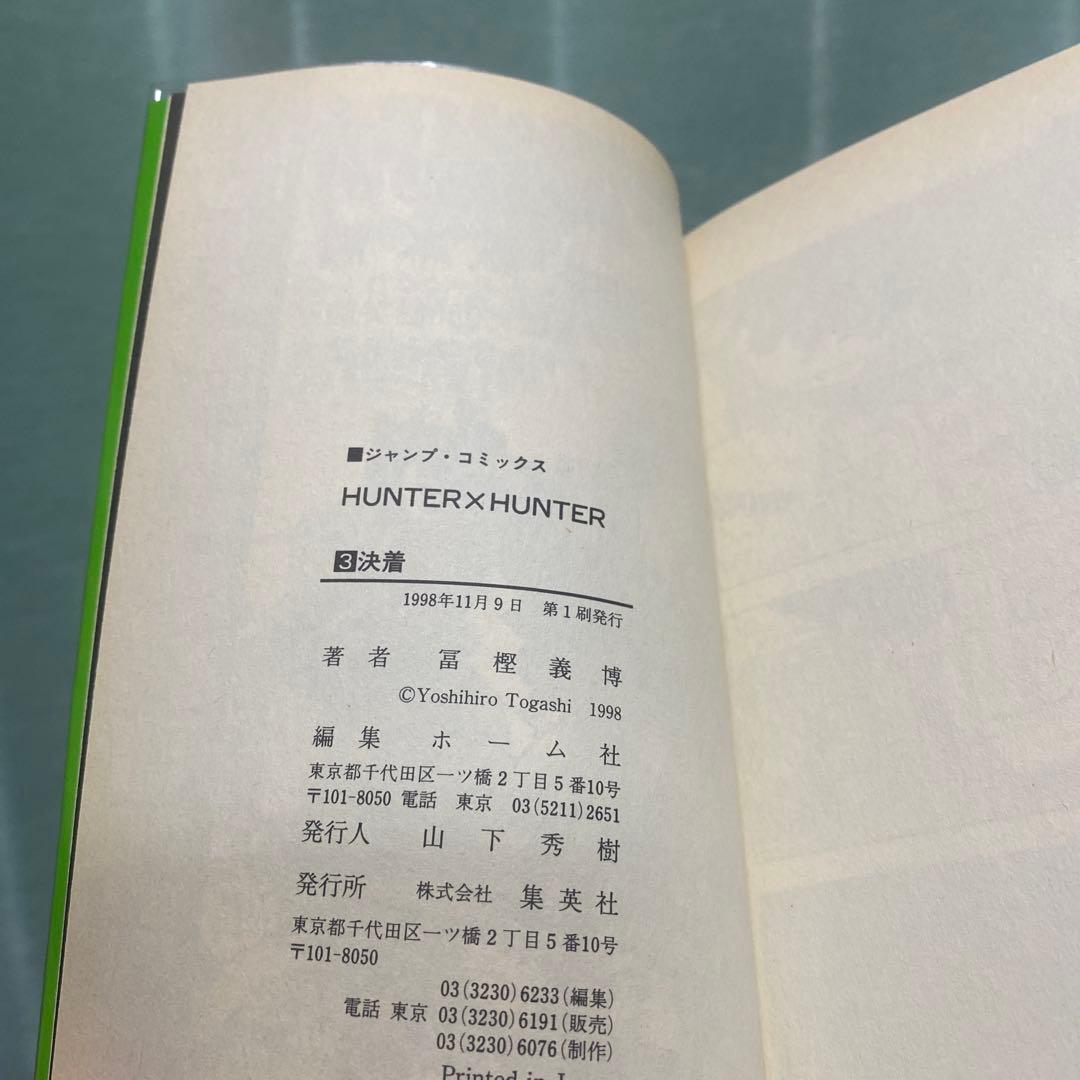 ■ジャンプ・コミックス
HUNTER×HUNTER
3決着
1998年11月9日 第1刷発行
著者 冨樫義博
©Yoshihiro Togashi 1998
編集 ホーム社
東京都千代田区一ツ橋2丁目5番10号
〒101-8050 電話 東京 03(5211)2651
発行人 山下秀樹
発行所 株式会社 集英社
東京都千代田区一ツ橋2丁目5番10号
〒101-8050
03(3230)6233(編集)
電話 東京 03(3230)6191(販売)
03(3230)6076(制作)
Printed in